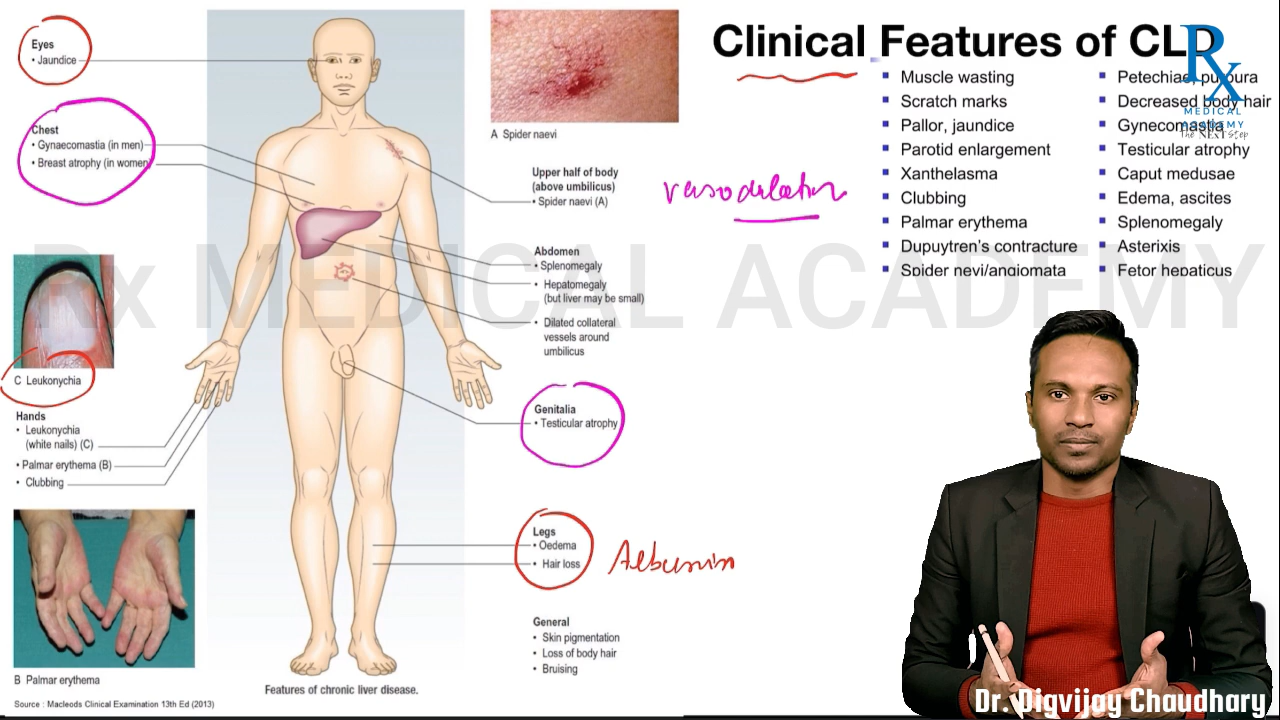 Eyes
• Jaundice
Chest
• Gynaecomastia (in men)
• Breast atrophy (in women)
C Leukonychia
Hands
• Leukonychia
(white nails) (C)
• Palmar erythema (B)
• Clubbing
B Palmar erythema
Source : Macleods Clinical Examination 13th Ed (2013)
Features of chronic liver disease.
A Spider naevi
Upper half of body
(above umbilicus)
• Spider naevi (A)
Abdomen
• Splenomegaly
• Hepatomegaly
(but liver may be small)
• Dilated collateral
vessels around
umbilicus
Genitalia
• Testicular atrophy
Legs
• Oedema
• Hair loss
Albumin
General
• Skin pigmentation
• Loss of body hair
• Bruising
Clinical Features of CLD
Muscle wasting
Scratch marks
Pallor, jaundice
Parotid enlargement
Xanthelasma
Clubbing
Palmar erythema
Dupuytren's contracture
Spider nevi/angiomata
Petechiae, purpura
Decreased body hair
Gynecomastia
Testicular atrophy
Caput medusae
Edema, ascites
Splenomegaly
Asterixis
Fetor hepaticus
Rx
MEDICAL
ACADEMY
The NExT Step
Rx MEDICAL ACADEMY
Dr. Digvijay Chaudhary